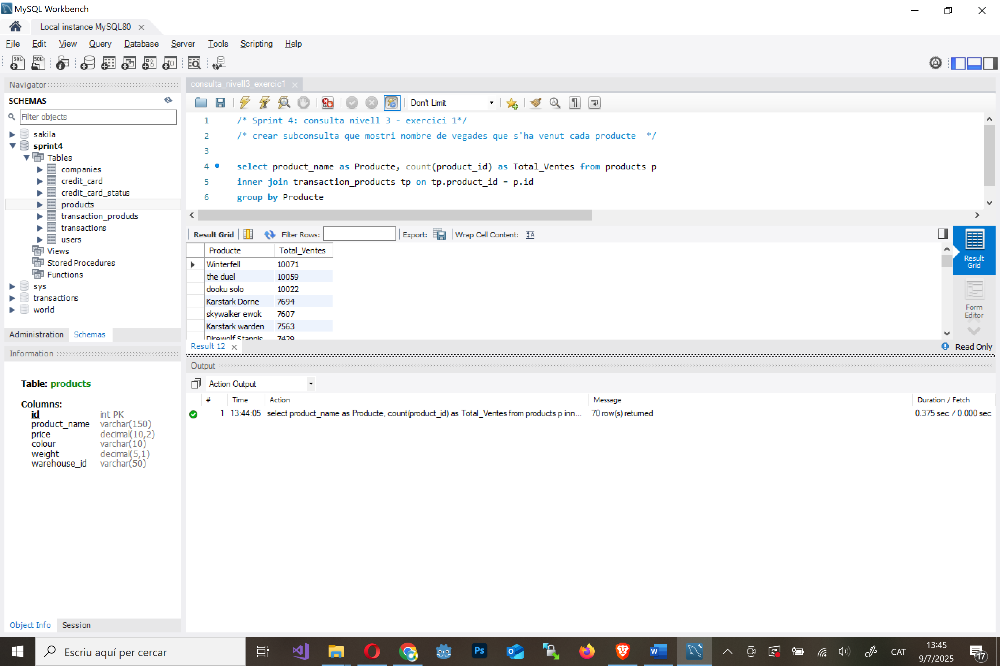 MySQL Workbench
Local instance MySQL80
File Edit View Query Database Server Tools Scripting Help
Navigator
SCHEMAS
Filter objects
sakila
sprint4
Tables
companies
credit_card
credit_card_status
products
transaction_products
transactions
users
Views
Stored Procedures
Functions
sys
transactions
world
Administration Schemas
Information
Table: products
Columns:
id int PK
product_name varchar(150)
price decimal(10,2)
colour varchar(10)
weight decimal(5,1)
warehouse_id varchar(50)
Object Info Session
consulta_nivell3_exercic1
Don't Limit
1 /* Sprint 4: consulta nivell 3 - exercici 1*/
2 /* crear subconsulta que mostri nombre de vegades que s'ha venut cada producte */
3
4 select product_name as Producte, count(product_id) as Total_Ventes from products p
5 inner join transaction_products tp on tp.product_id = p.id
6 group by Producte
Result Grid Filter Rows: Export: Wrap Cell Content:
Producte Total_Ventes
Winterfell 10071
the duel 10059
dooku solo 10022
Karstark Dorne 7694
skywalker ewok 7607
Karstark warden 7563
Direwolf Stannis 7429
Result Grid
Form Editor
Result 12
Read Only
Output
Action Output
# Time Action Message Duration / Fetch
1 13:44:05 select product_name as Producte, count(product_id) as Total_Ventes from products p inn... 70 row(s) returned 0.375 sec / 0.000 sec
Escriu aquí per cercar
CAT
13:45
9/7/2025
17